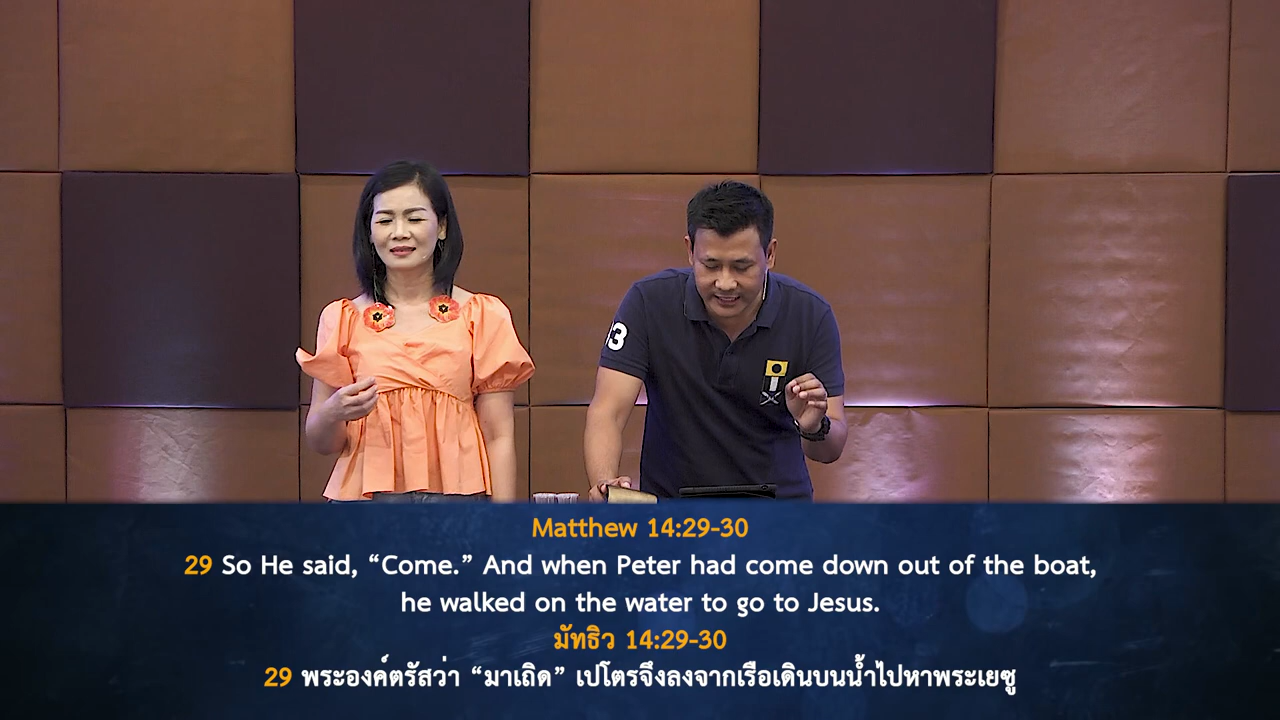 3
Matthew 14:29-30
29 So He said, “Come.” And when Peter had come down out of the boat,
he walked on the water to go to Jesus.
มัทธิว 14:29-30
29 พระองค์ตรัสว่า “มาเถิด” เปโตรจึงลงจากเรือเดินบนน้ำไปหาพระเยซู